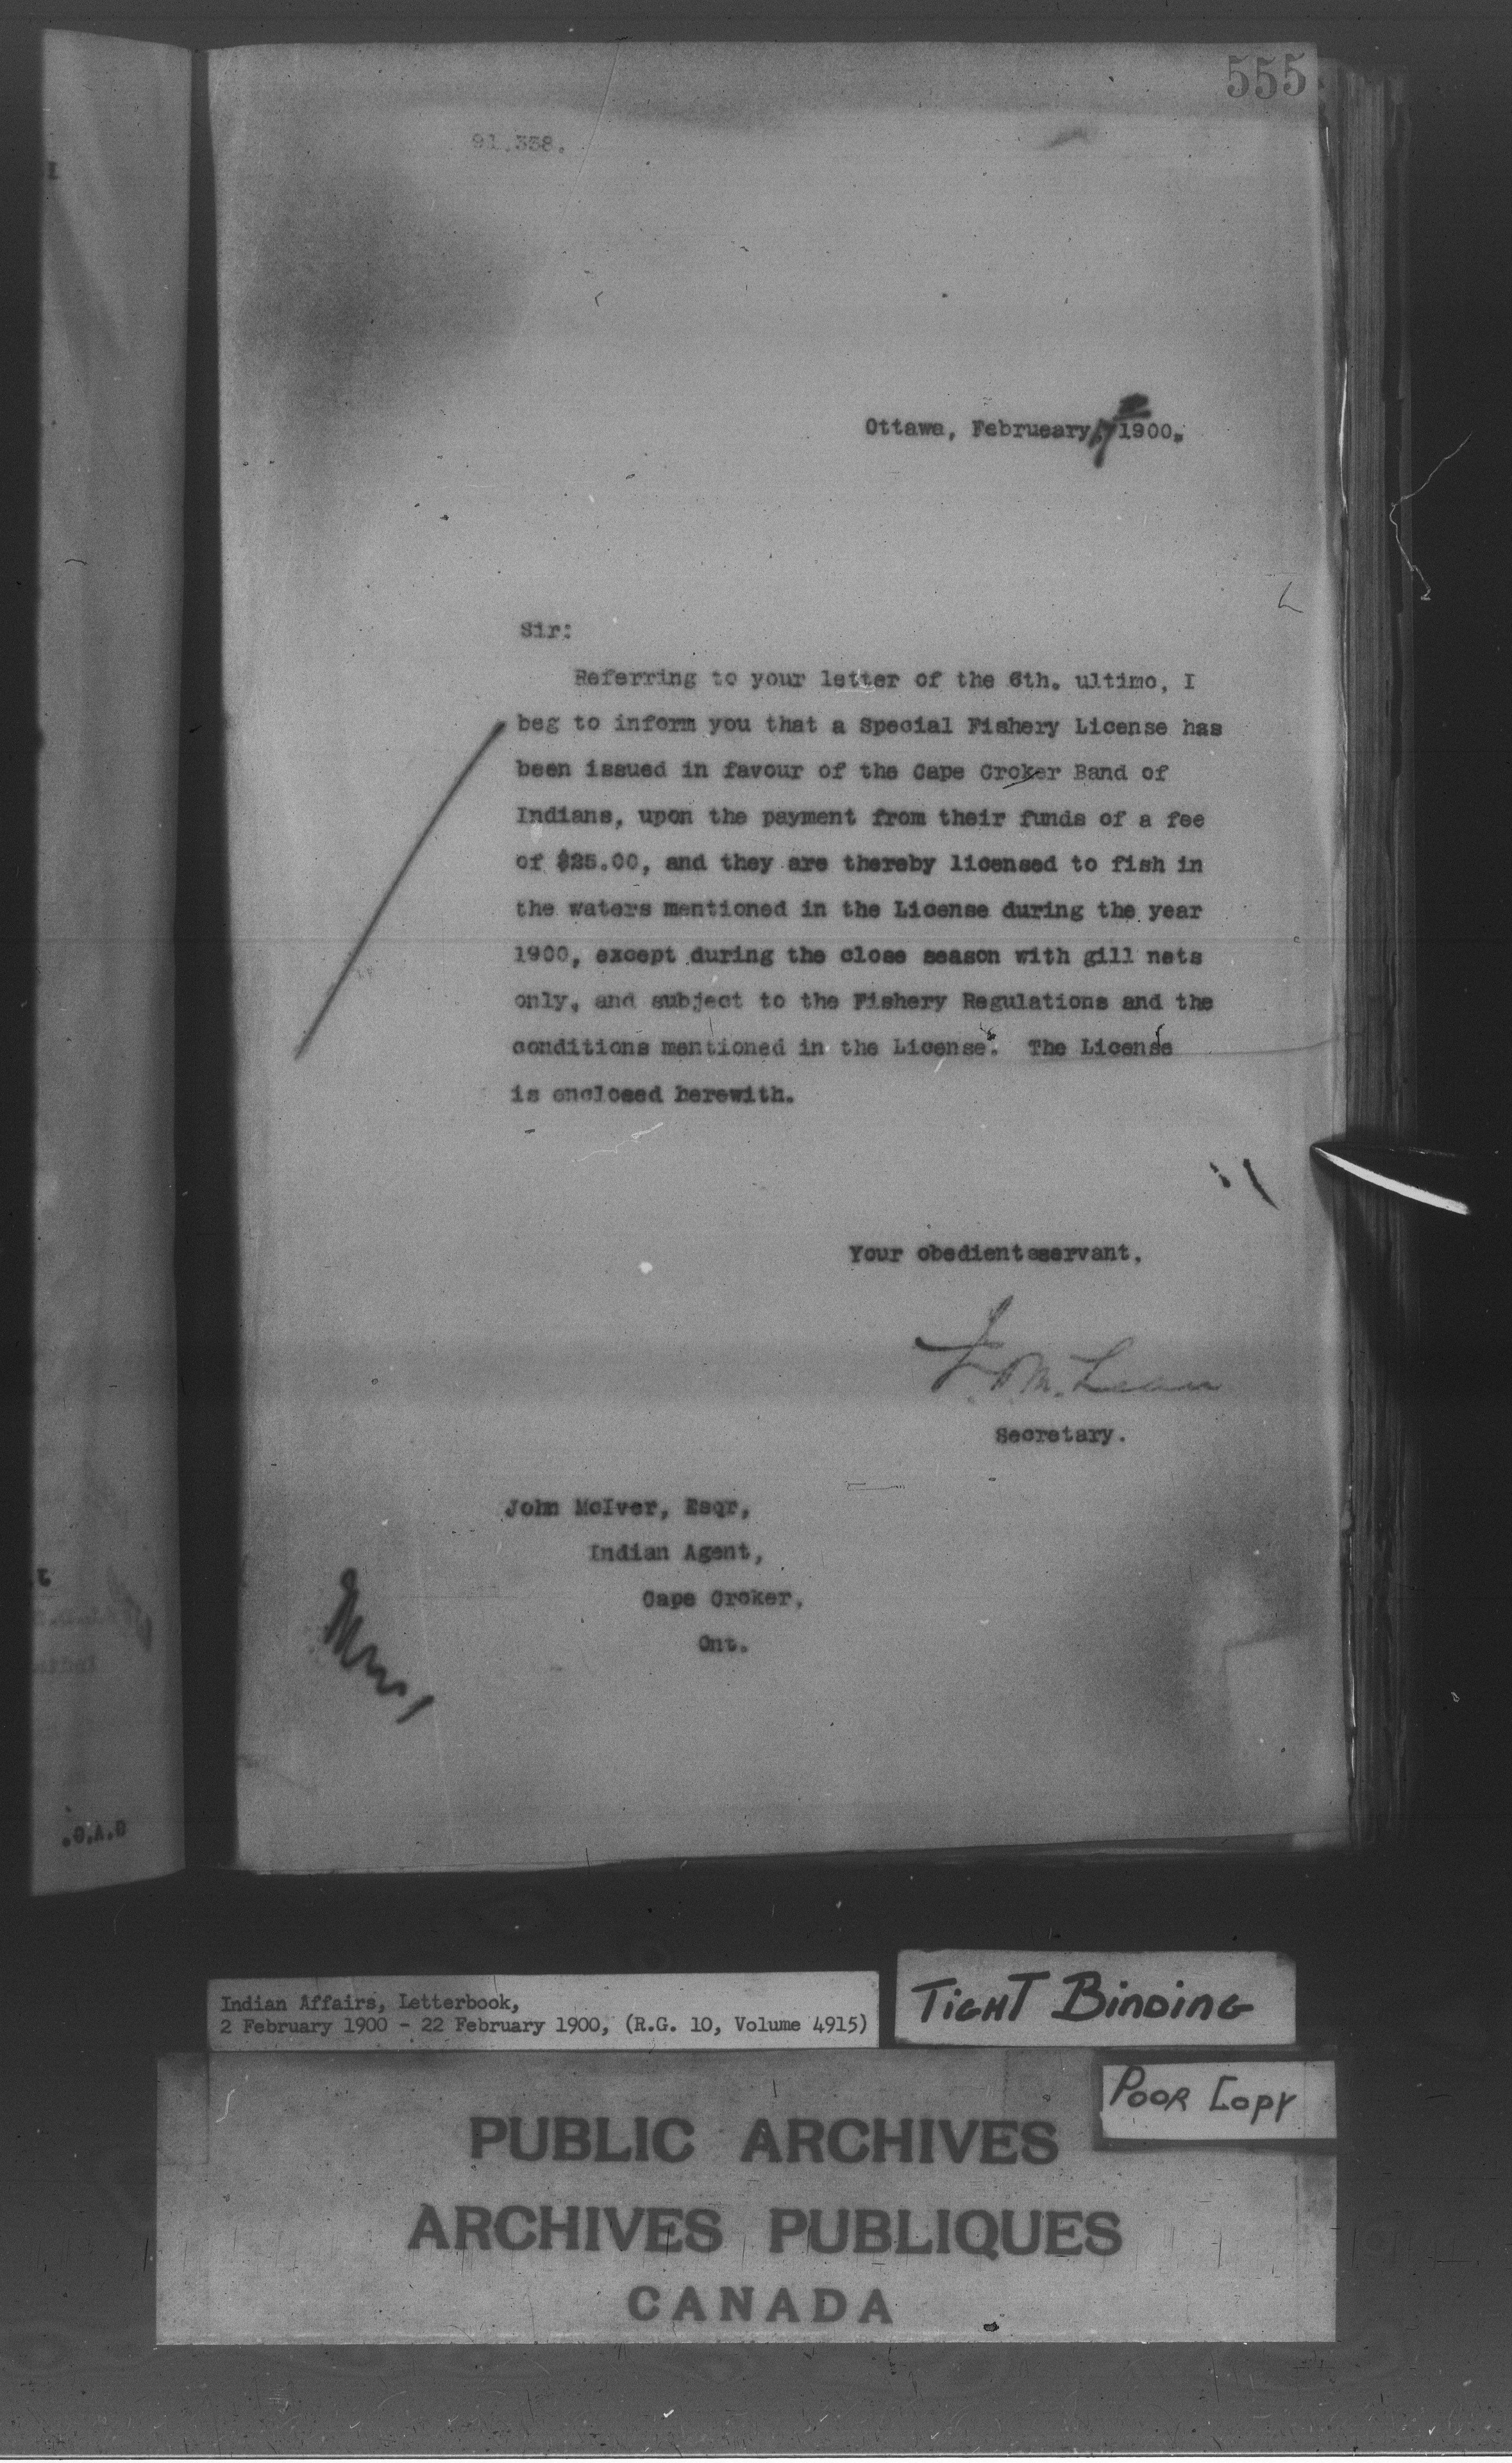 555
91.338.
Ottawa, Februeary 17 1900.
Sir:
Referring to your letter of the 6th. ultimo, I
beg to inform you that a Special Fishery License has
been issued in favour of the Cape Croker Band of
Indians, upon the payment from their funds of a fee
of $25.00, and they are thereby licensed to fish in
the waters mentioned in the License during the year
1900, except during the close season with gill nets
only, and subject to the Fishery Regulations and the
conditions mentioned in the License. The License
is enclosed herewith.
Your obedient servant,
J. D. McLean
Secretary.
John McIver, Esqr,
Indian Agent,
Cape Croker,
Ont.
Indian Affairs, Letterbook,
2 February 1900 - 22 February 1900, (R.G. 10, Volume 4915)
TIGHT BINDING
POOR COPY
PUBLIC ARCHIVES
ARCHIVES PUBLIQUES
CANADA